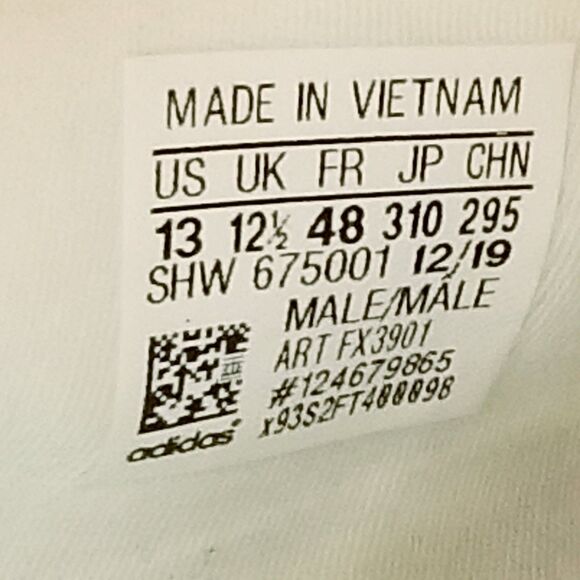 MADE IN VIETNAM
US UK FR JP CHN
13 12½ 48 310 295
SHW 675001 12/19
MALE/MÂLE
ART FX3901
#124679865
x93S2FT400098
adidas